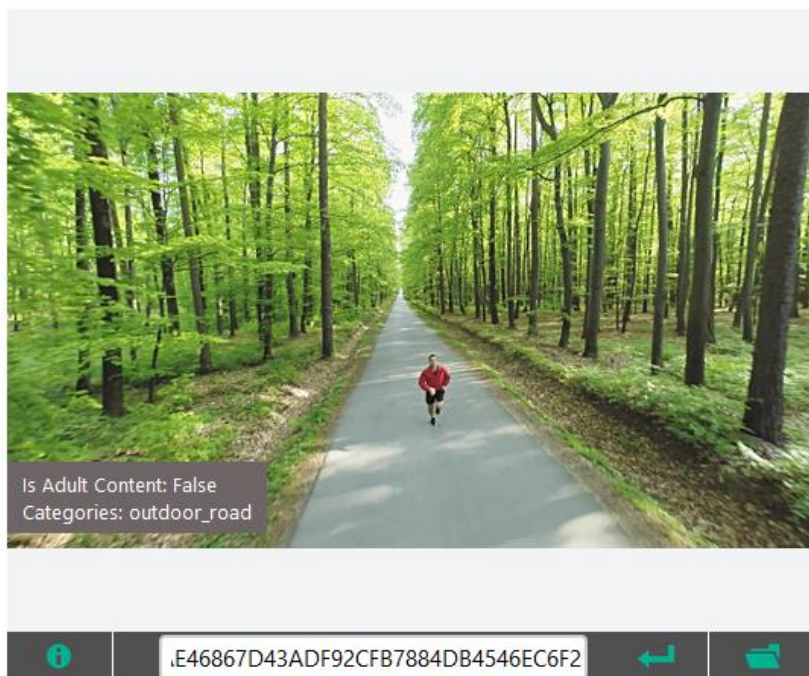 Is Adult Content: False
Categories: outdoor_road
E46867D43ADF92CFB7884DB4546EC6F2